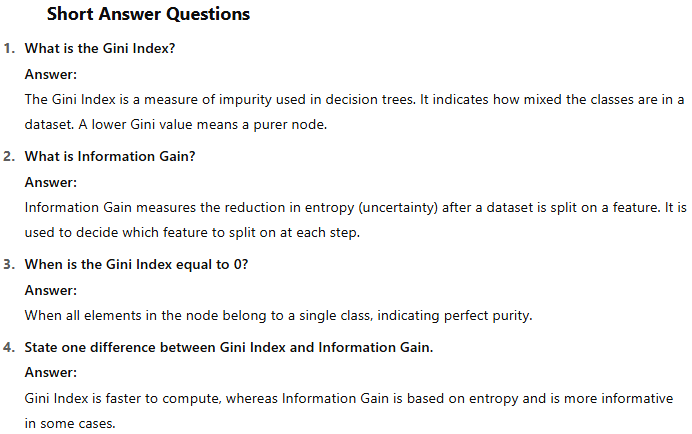 Short Answer Questions
1. What is the Gini Index?
Answer:
The Gini Index is a measure of impurity used in decision trees. It indicates how mixed the classes are in a
dataset. A lower Gini value means a purer node.
2. What is Information Gain?
Answer:
Information Gain measures the reduction in entropy (uncertainty) after a dataset is split on a feature. It is
used to decide which feature to split on at each step.
3. When is the Gini Index equal to 0?
Answer:
When all elements in the node belong to a single class, indicating perfect purity.
4. State one difference between Gini Index and Information Gain.
Answer:
Gini Index is faster to compute, whereas Information Gain is based on entropy and is more informative
in some cases.